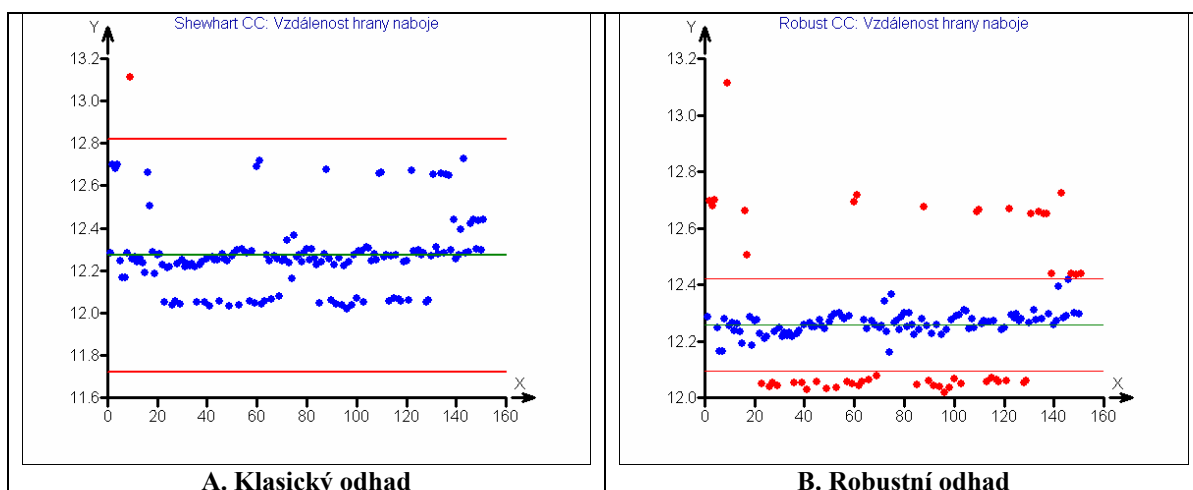 Shewhart CC: Vzdálenost hrany naboje
Y
13.2
13.0
12.8
12.6
12.4
12.2
12.0
11.8
11.6
0 20 40 60 80 100 120 140 160
X
A. Klasický odhad
Robust CC: Vzdálenost hrany naboje
Y
13.2
13.0
12.8
12.6
12.4
12.2
12.0
0 20 40 60 80 100 120 140 160
X
B. Robustní odhad